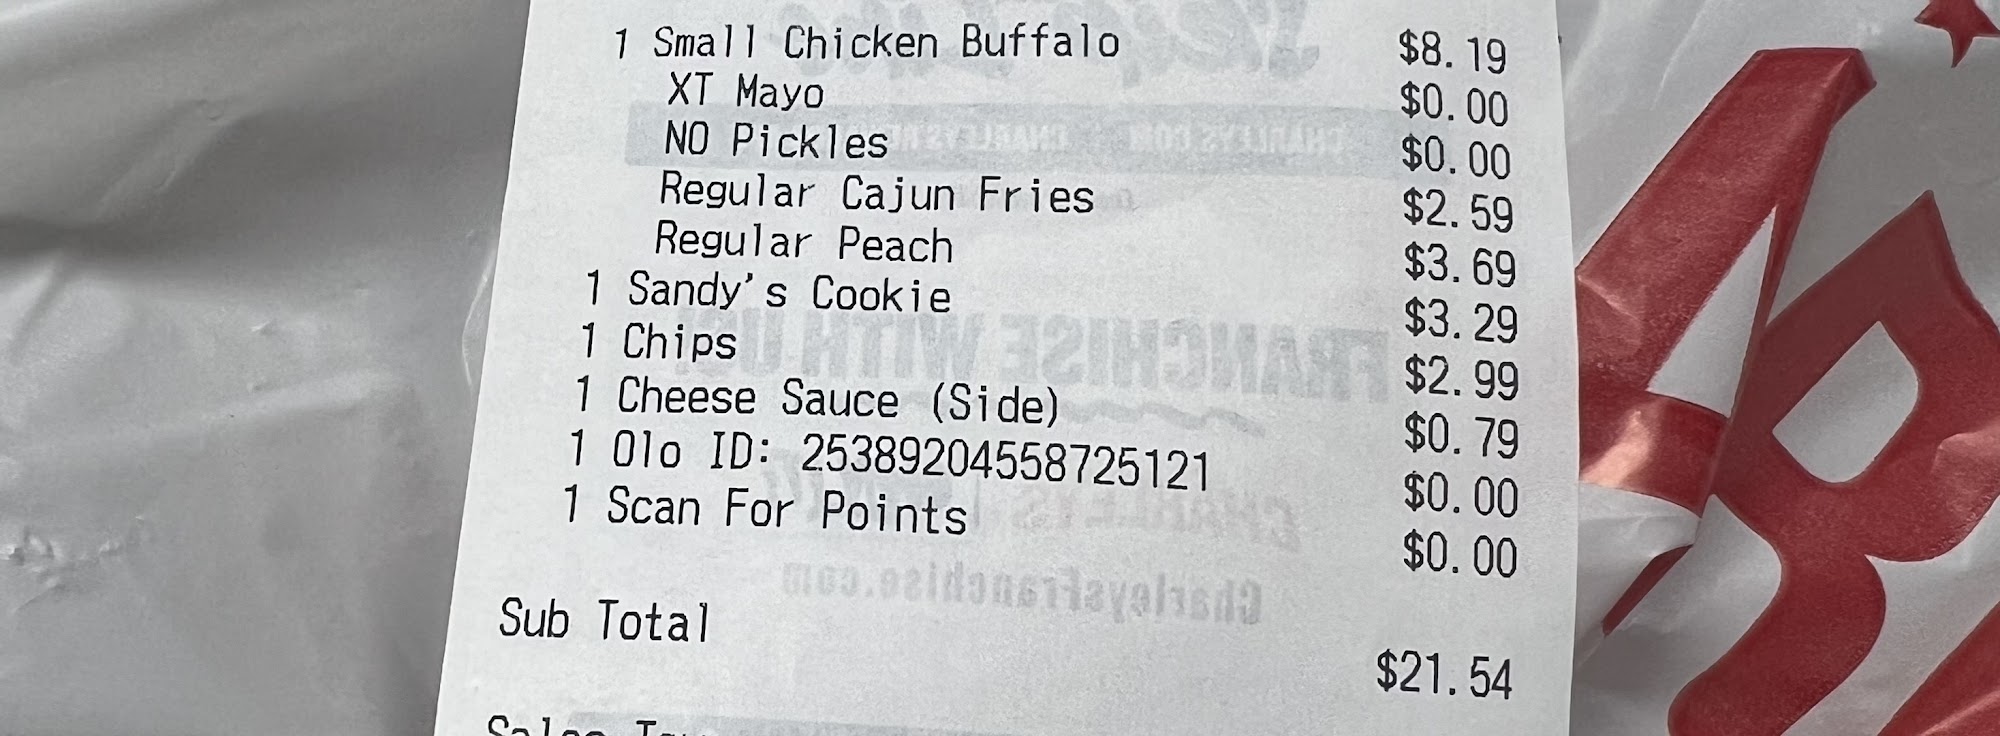 1 Small Chicken Buffalo $8.19
XT Mayo $0.00
NO Pickles $0.00
Regular Cajun Fries $2.59
Regular Peach $3.69
1 Sandy's Cookie $3.29
1 Chips $2.99
1 Cheese Sauce (Side) $0.79
1 Olo ID: 25389204558725121 $0.00
1 Scan For Points $0.00
Sub Total $21.54
FRANCHISE WITH US!
CHARLEYS
CharleysFranchise.com